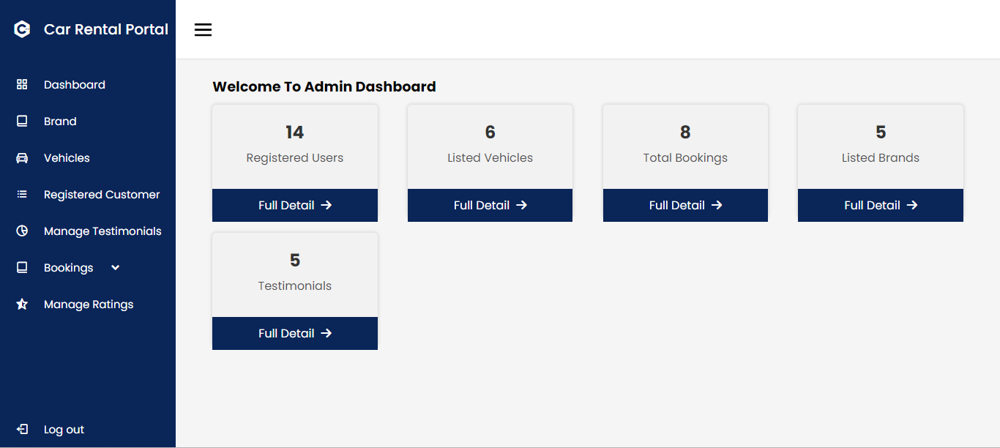 Car Rental Portal
Dashboard
Brand
Vehicles
Registered Customer
Manage Testimonials
Bookings
Manage Ratings
Log out
Welcome To Admin Dashboard
14
Registered Users
Full Detail
6
Listed Vehicles
Full Detail
8
Total Bookings
Full Detail
5
Listed Brands
Full Detail
5
Testimonials
Full Detail